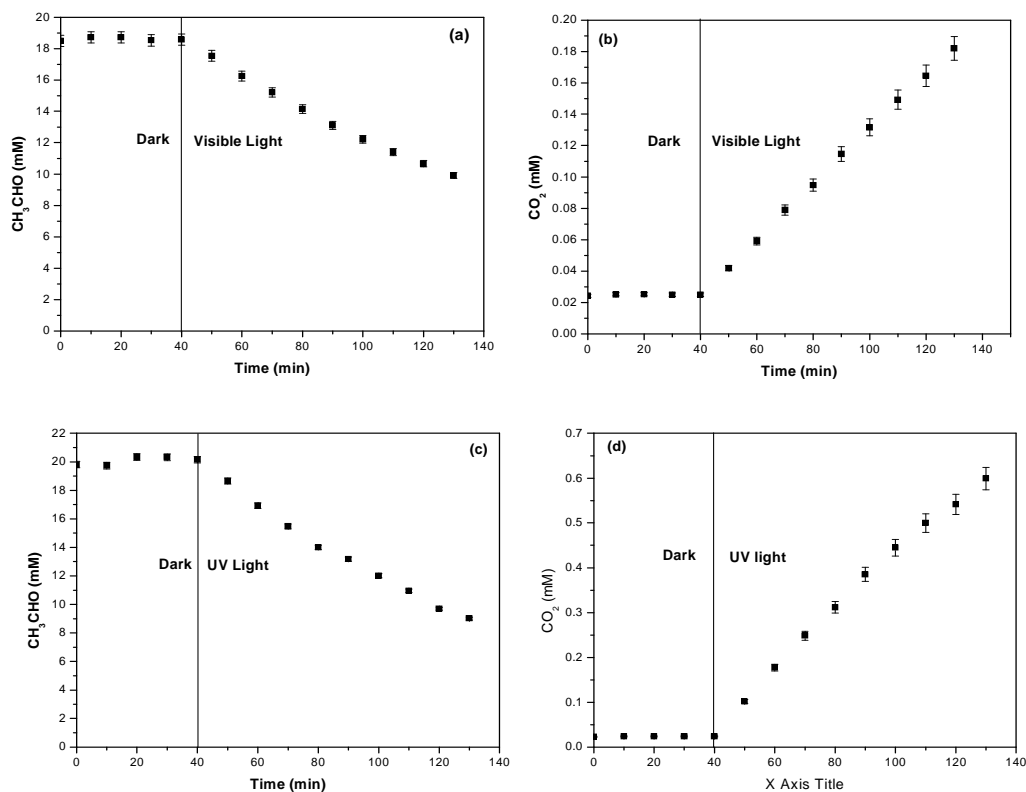 (a)
20
18
16
14
12
10
8
6
4
2
0
CH₃CHO (mM)
Dark
Visible Light
0 20 40 60 80 100 120 140
Time (min)
(b)
0.20
0.18
0.16
0.14
0.12
0.10
0.08
0.06
0.04
0.02
0.00
CO₂ (mM)
Dark
Visible Light
0 20 40 60 80 100 120 140
Time (min)
(c)
22
20
18
16
14
12
10
8
6
4
2
0
CH₃CHO (mM)
Dark
UV Light
0 20 40 60 80 100 120 140
Time (min)
(d)
0.7
0.6
0.5
0.4
0.3
0.2
0.1
0.0
CO₂ (mM)
Dark
UV light
0 20 40 60 80 100 120 140
X Axis Title